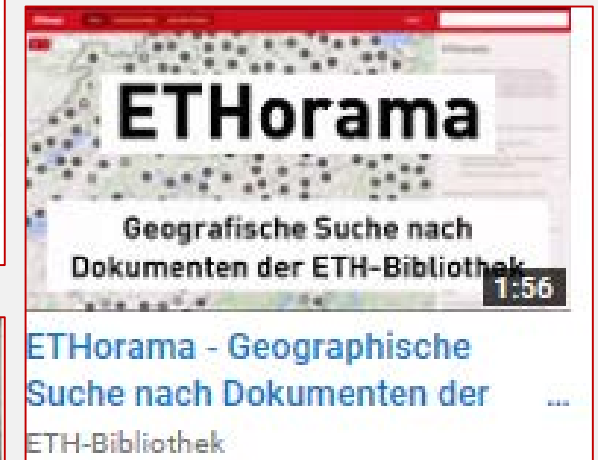 ETHorama
Geografische Suche nach
Dokumenten der ETH-Bibliothek
1:56
ETHorama - Geographische
Suche nach Dokumenten der ...
ETH-Bibliothek